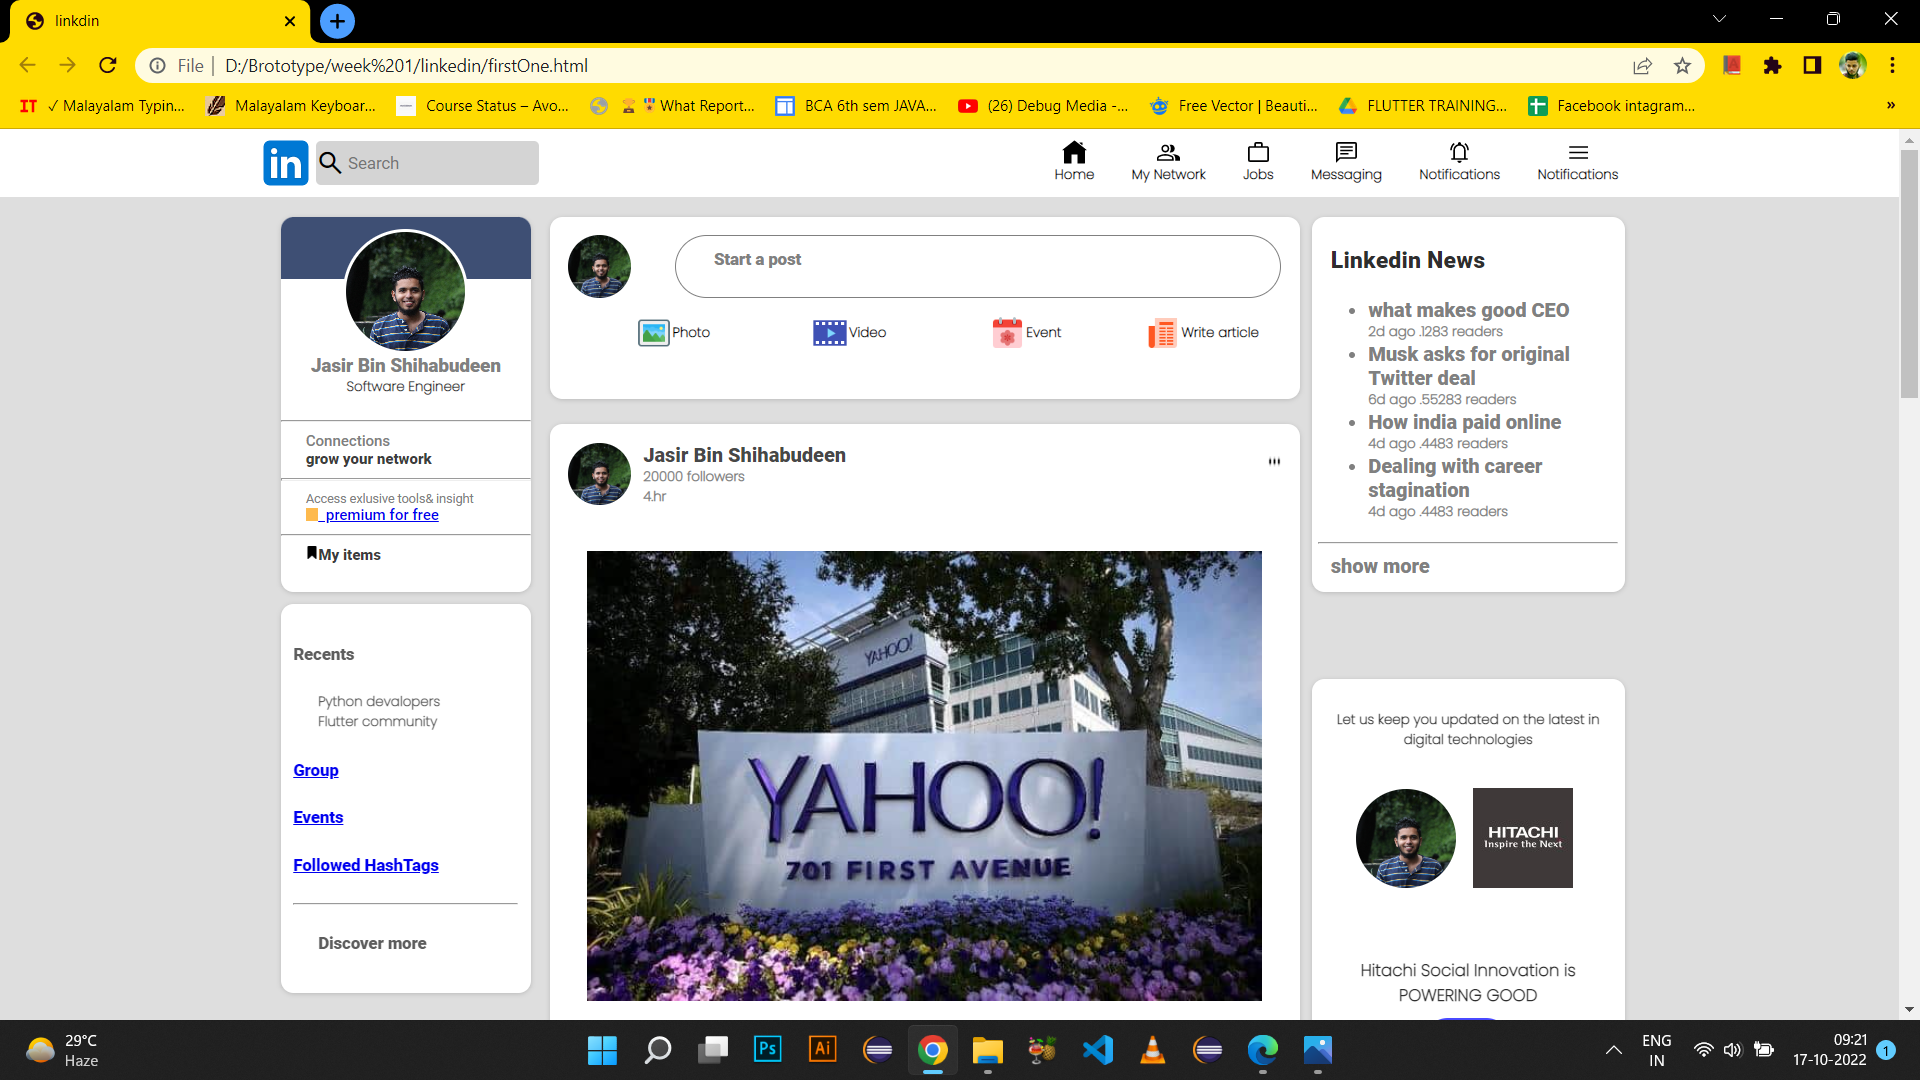 linkdin
File | D:/Brototype/week%201/linkedin/firstOne.html
IT ✓ Malayalam Typin...
Malayalam Keyboar...
Course Status – Avo...
🏆 🎖What Report...
BCA 6th sem JAVA...
(26) Debug Media -...
Free Vector | Beauti...
FLUTTER TRAINING...
Facebook intagram...
»
in
Search
Home
My Network
Jobs
Messaging
Notifications
Notifications
Jasir Bin Shihabudeen
Software Engineer
Connections
grow your network
Access exlusive tools& insight
premium for free
My items
Recents
Python devalopers
Flutter community
Group
Events
Followed HashTags
Discover more
Start a post
Photo
Video
Event
Write article
Jasir Bin Shihabudeen
20000 followers
4.hr
YAHOO!
YAHOO!
701 FIRST AVENUE
Linkedin News
• what makes good CEO
2d ago .1283 readers
• Musk asks for original
Twitter deal
6d ago .55283 readers
• How india paid online
4d ago .4483 readers
• Dealing with career
stagination
4d ago .4483 readers
show more
Let us keep you updated on the latest in
digital technologies
HITACHI
Inspire the Next
Hitachi Social Innovation is
POWERING GOOD
29°C
Haze
Ps
Ai
ENG
IN
09:21
17-10-2022
1